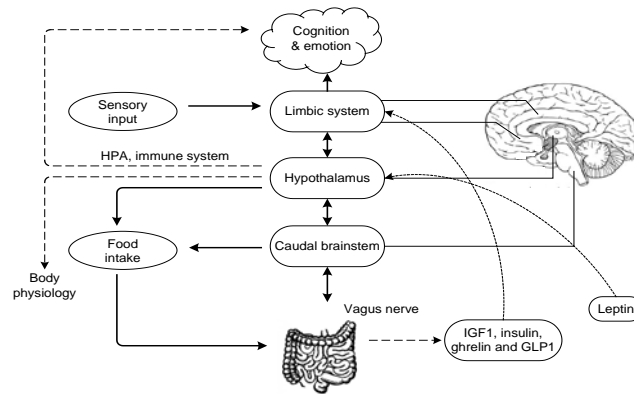 Cognition
& emotion
Sensory
input
Limbic system
HPA, immune system
Hypothalamus
Food
intake
Caudal brainstem
Body
physiology
Vagus nerve
IGF1, insulin,
ghrelin and GLP1
Leptin